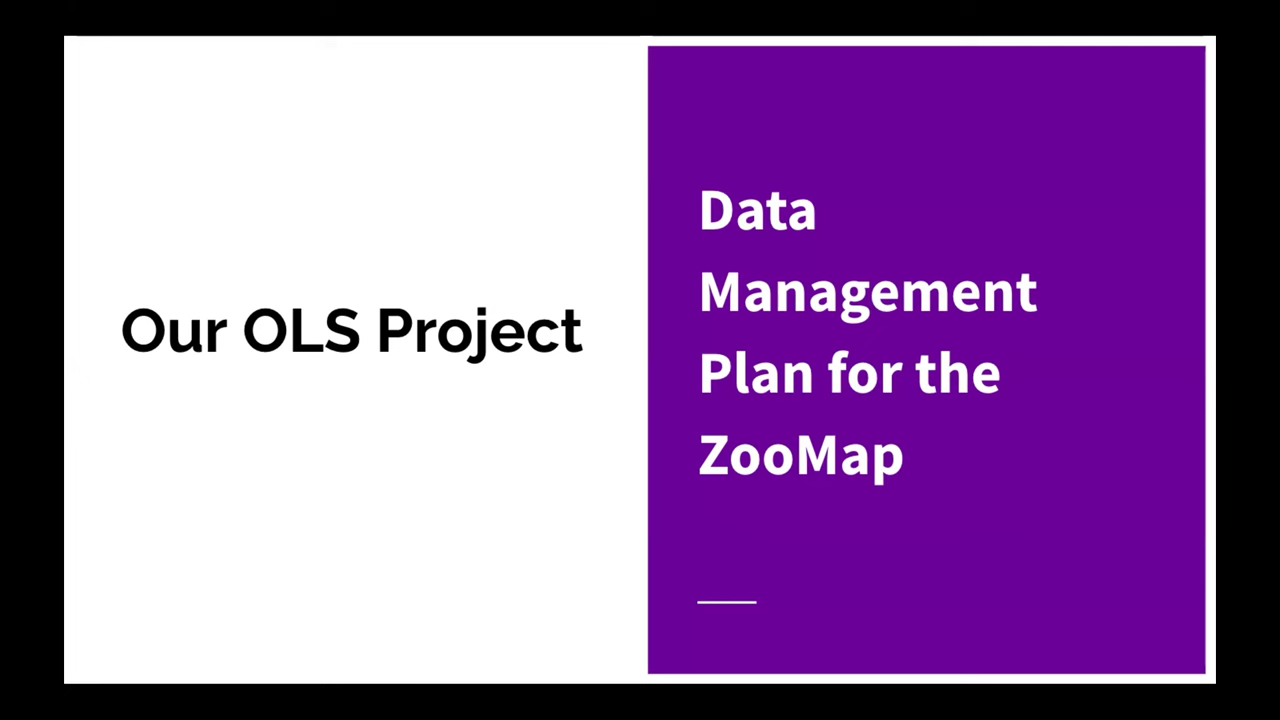 Our OLS Project
Data
Management
Plan for the
ZooMap